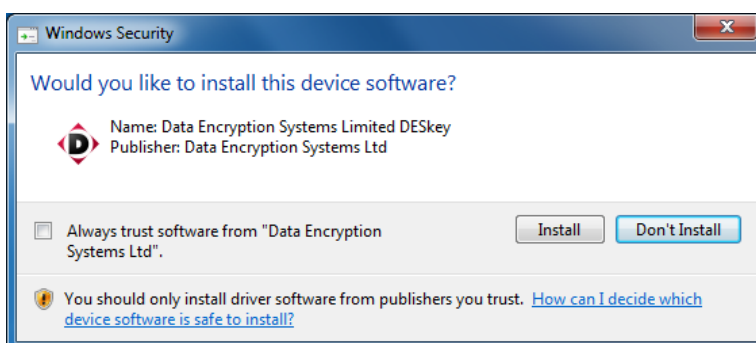 Windows Security
Would you like to install this device software?
Name: Data Encryption Systems Limited DESkey
Publisher: Data Encryption Systems Ltd
D
Always trust software from "Data Encryption
Systems Ltd".
Install
Don't Install
You should only install driver software from publishers you trust. How can I decide which
device software is safe to install?